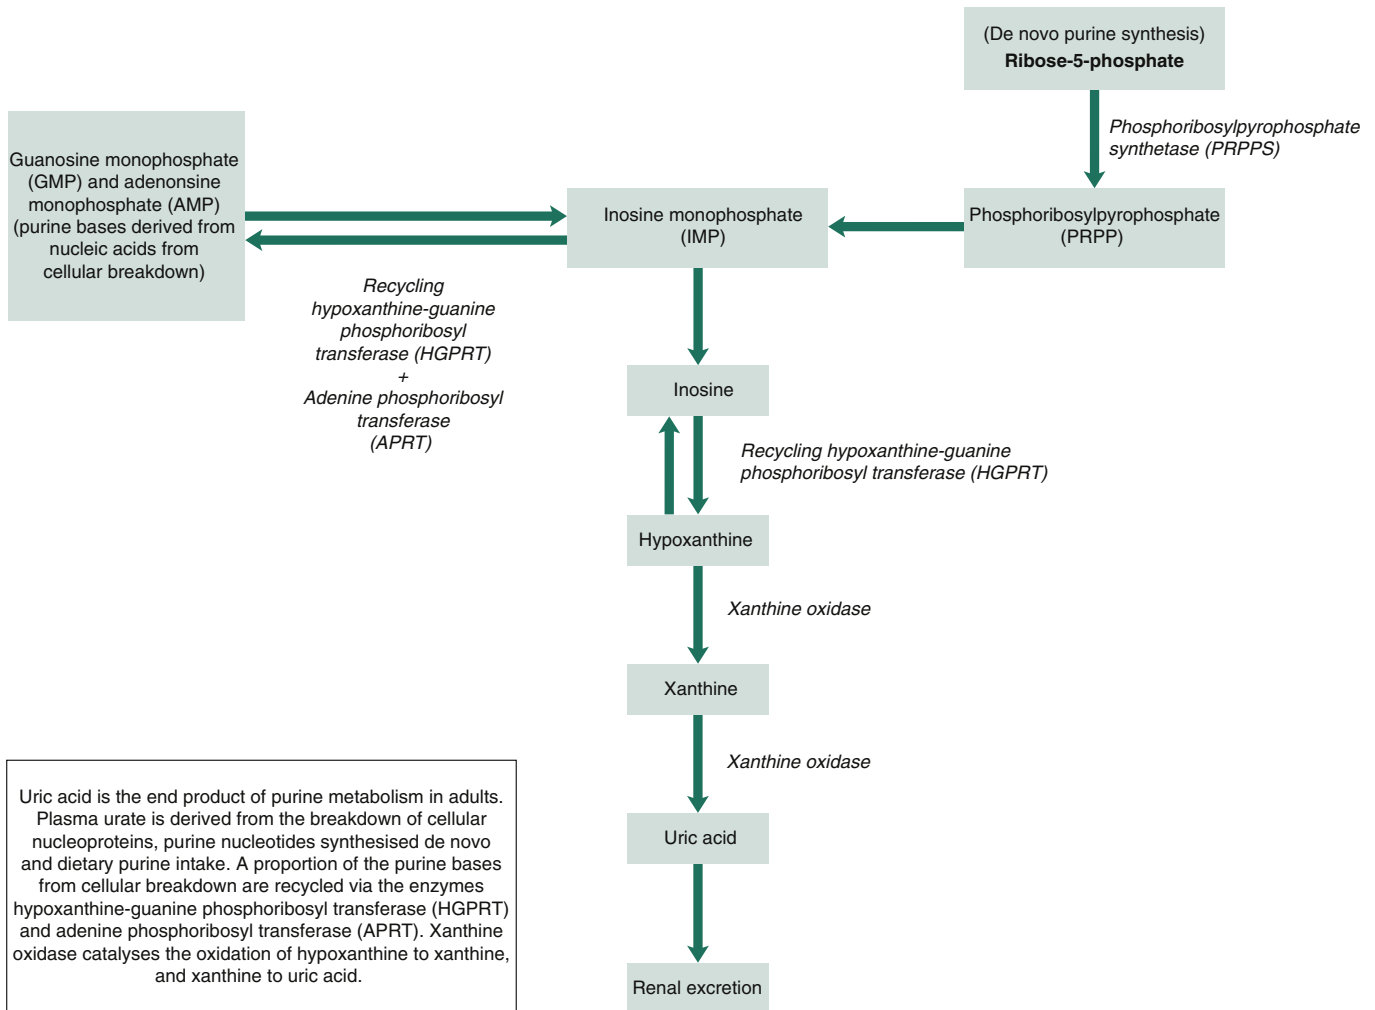 (De novo purine synthesis)
Ribose-5-phosphate
Phosphoribosylpyrophosphate
synthetase (PRPPS)
Guanosine monophosphate
(GMP) and adenonsine
monophosphate (AMP)
(purine bases derived from
nucleic acids from
cellular breakdown)
Inosine monophosphate
(IMP)
Phosphoribosylpyrophosphate
(PRPP)
Recycling
hypoxanthine-guanine
phosphoribosyl
transferase (HGPRT)
+
Adenine phosphoribosyl
transferase
(APRT)
Inosine
Recycling hypoxanthine-guanine
phosphoribosyl transferase (HGPRT)
Hypoxanthine
Xanthine oxidase
Xanthine
Xanthine oxidase
Uric acid
Renal excretion
Uric acid is the end product of purine metabolism in adults.
Plasma urate is derived from the breakdown of cellular
nucleoproteins, purine nucleotides synthesised de novo
and dietary purine intake. A proportion of the purine bases
from cellular breakdown are recycled via the enzymes
hypoxanthine-guanine phosphoribosyl transferase (HGPRT)
and adenine phosphoribosyl transferase (APRT). Xanthine
oxidase catalyses the oxidation of hypoxanthine to xanthine,
and xanthine to uric acid.